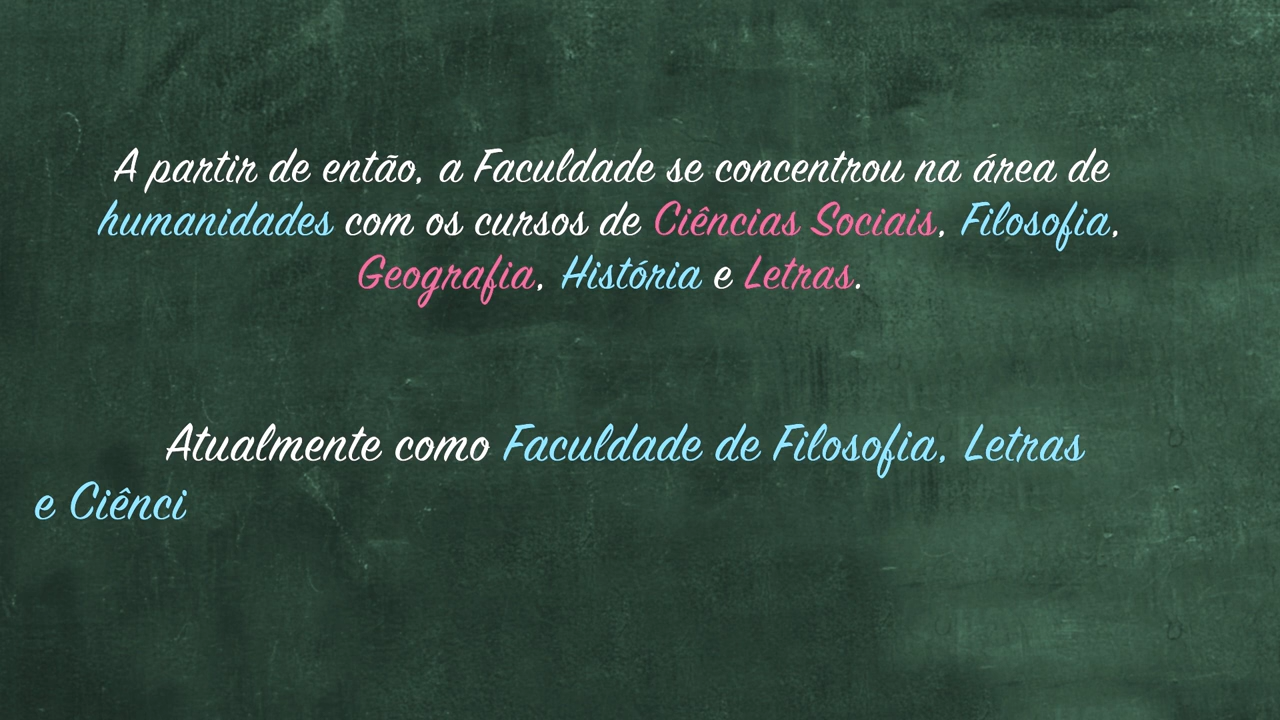 A partir de então, a Faculdade se concentrou na área de
humanidades com os cursos de Ciências Sociais, Filosofia,
Geografia, História e Letras.
Atualmente como Faculdade de Filosofia, Letras
e Ciênci